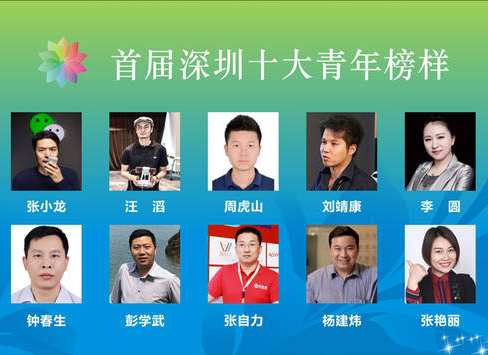 首届深圳十大青年榜样
张小龙 汪 滔 周虎山 刘靖康 李 圆
钟春生 彭学武 张自力 杨建炜 张艳丽